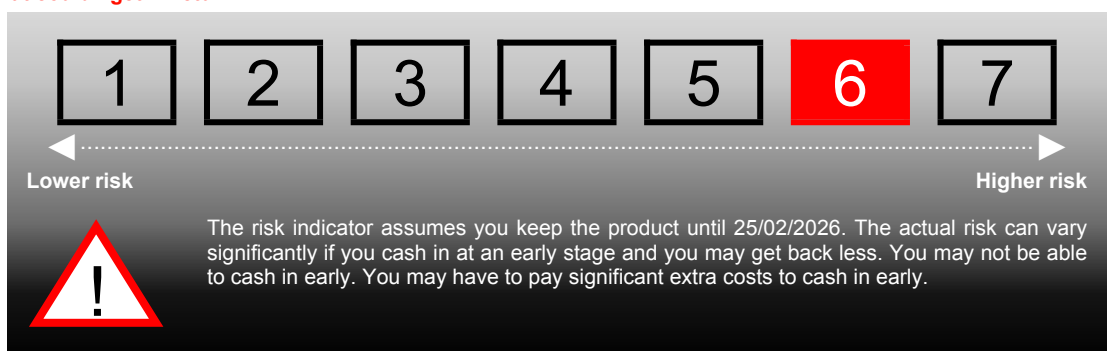 1 2 3 4 5 6 7
Lower risk Higher risk
The risk indicator assumes you keep the product until 25/02/2026. The actual risk can vary
significantly if you cash in at an early stage and you may get back less. You may not be able
to cash in early. You may have to pay significant extra costs to cash in early.
!